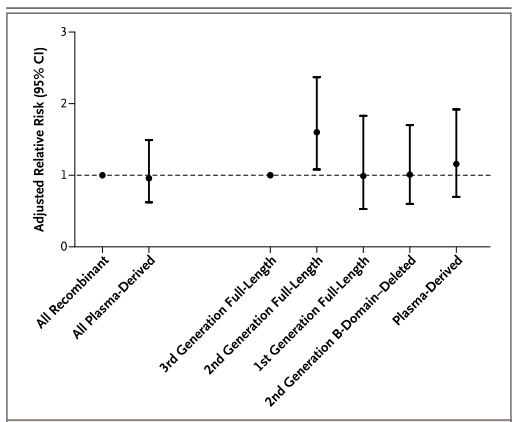 Adjusted Relative Risk (95% CI)
3
2
1
0
All Recombinant
All Plasma-Derived
3rd Generation Full-Length
2nd Generation Full-Length
1st Generation Full-Length
2nd Generation B-Domain–Deleted
Plasma-Derived